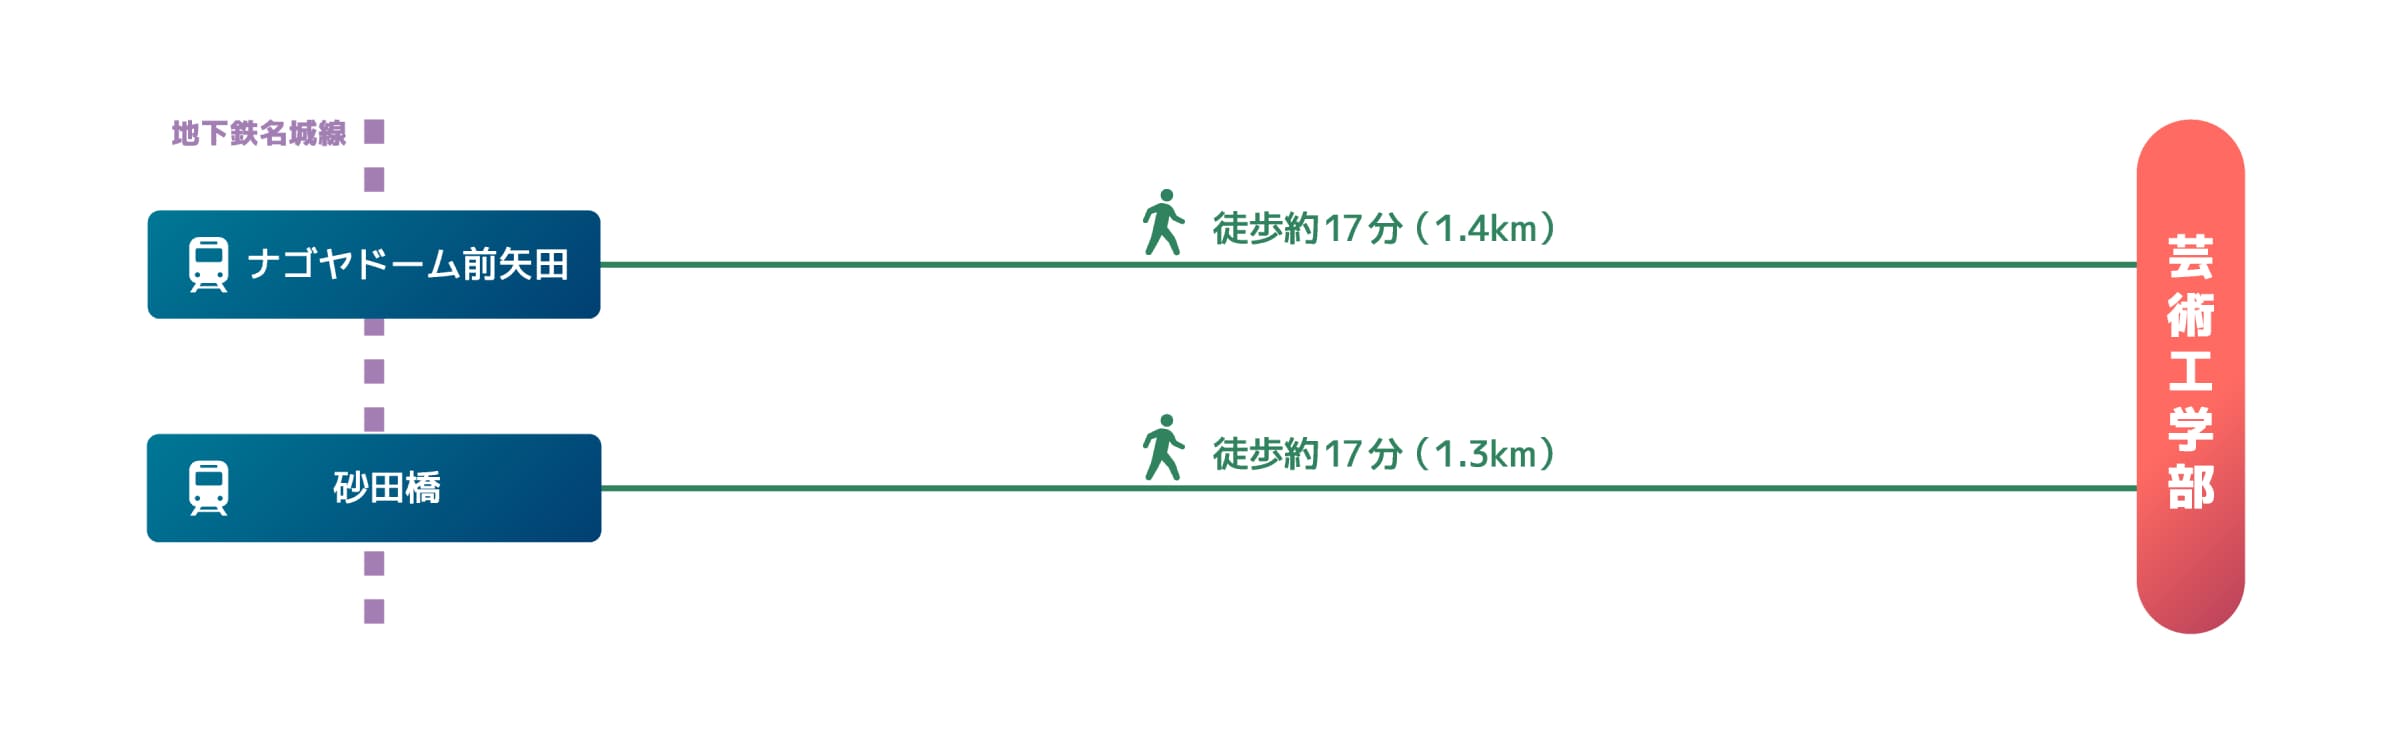 地下鉄名城線
ナゴヤドーム前矢田
徒歩約17分（1.4km）
砂田橋
徒歩約17分（1.3km）
芸術工学部